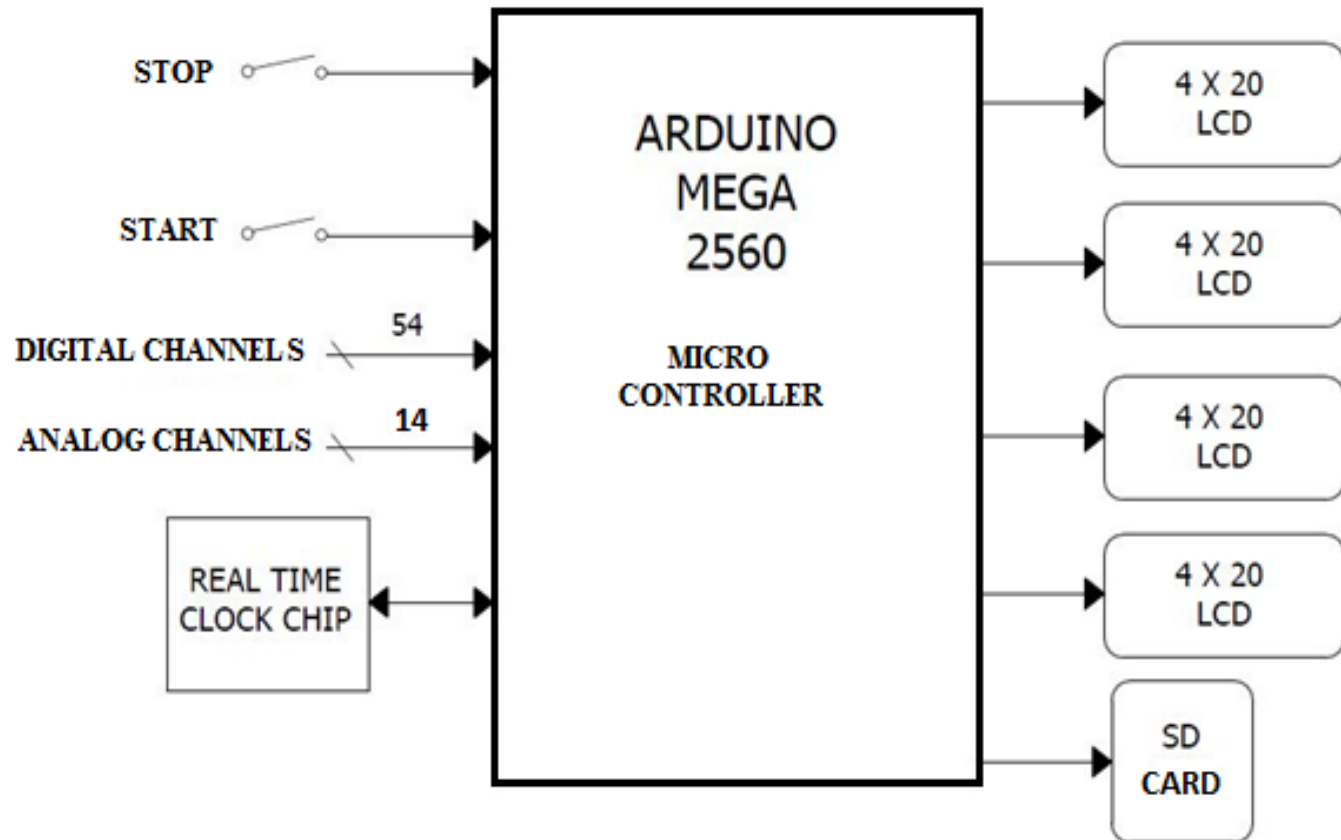 STOP
START
DIGITAL CHANNELS
54
ANALOG CHANNELS
14
REAL TIME
CLOCK CHIP
ARDUINO
MEGA
2560
MICRO
CONTROLLER
4 X 20
LCD
4 X 20
LCD
4 X 20
LCD
4 X 20
LCD
SD
CARD